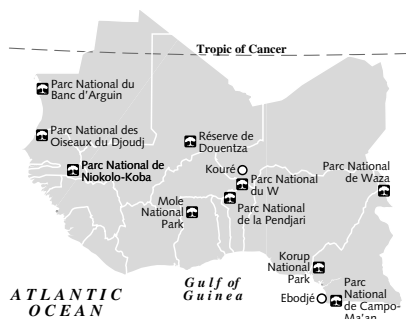 Tropic of Cancer
Parc National du
Banc d'Arguin
Parc National des
Oiseaux du Djoudj
Réserve de
Douentza
Parc National de
Niokolo-Koba
Kouré
Parc National
du W
Parc National
de Waza
Mole
National
Park
Parc National
de la Pendjari
Korup
National
Park
Gulf of
Guinea
ATLANTIC
OCEAN
Ebodjé
Parc
National
de Campo-
Ma'an